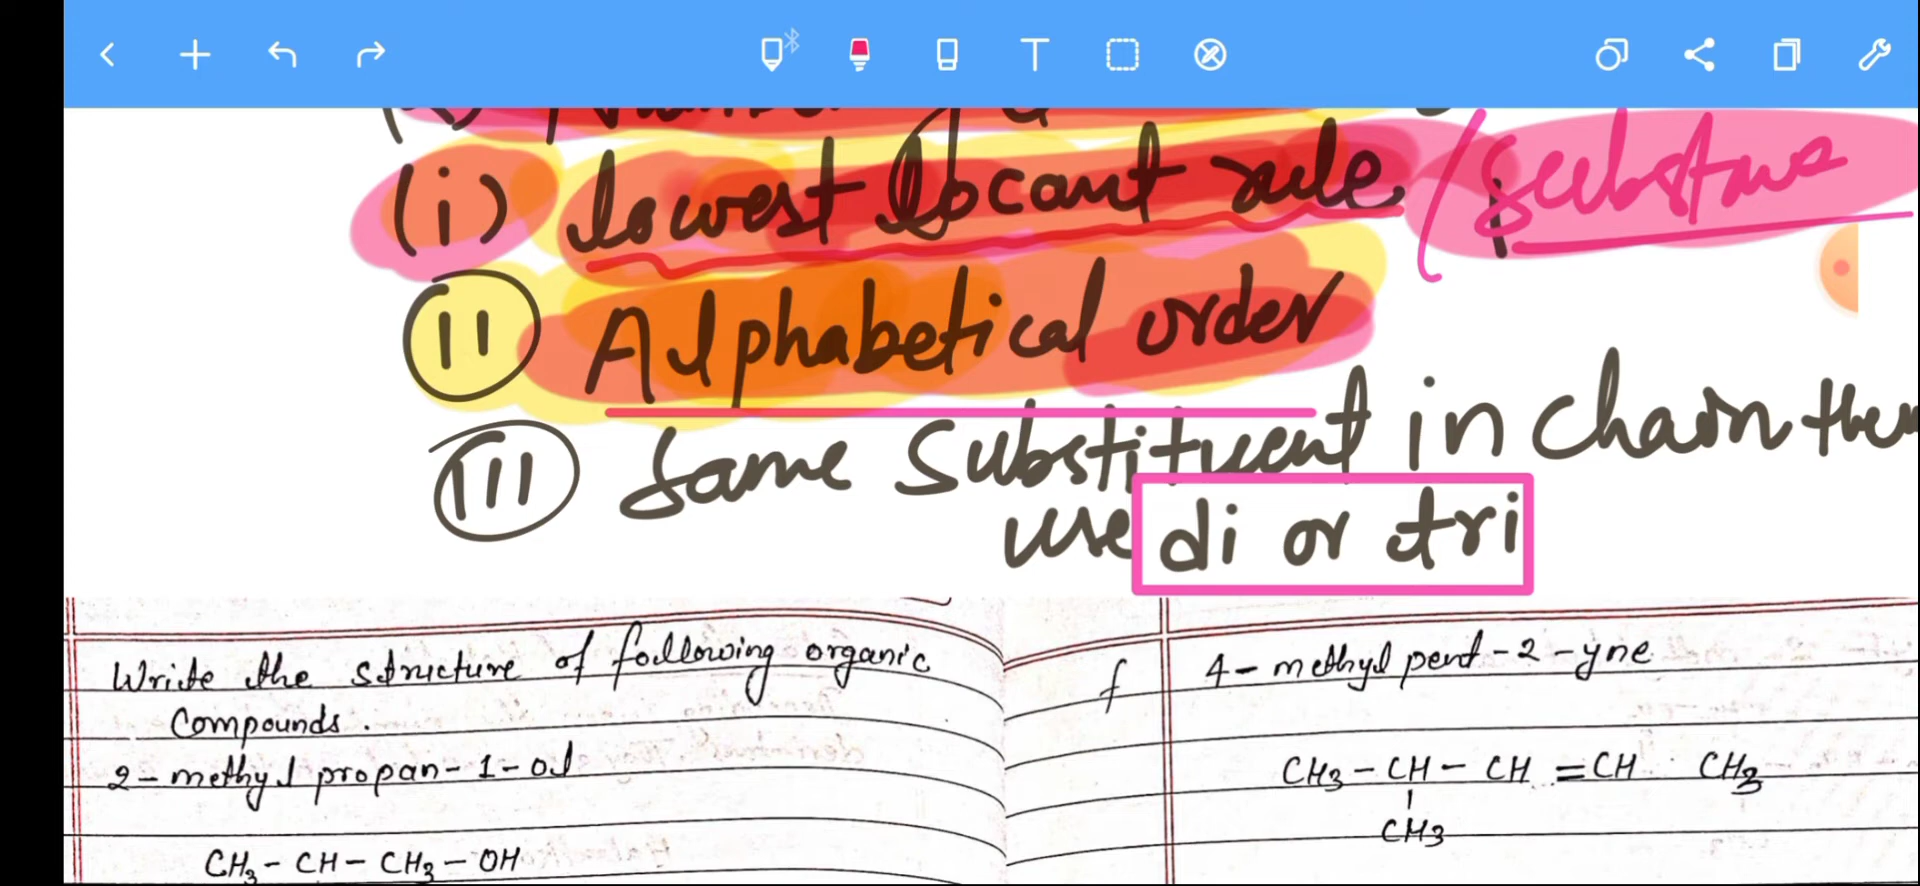 (i) lowest locant rule /
(ii) Alphabetical order
(iii) Same Substituent in chain then
use di or tri
Write the structure of following organic
Compounds.
2-methyl propan-1-ol
CH3 - CH - CH3 - OH
f 4-methyl pent-2-yne
CH3 - CH - CH = CH CH3
CH3